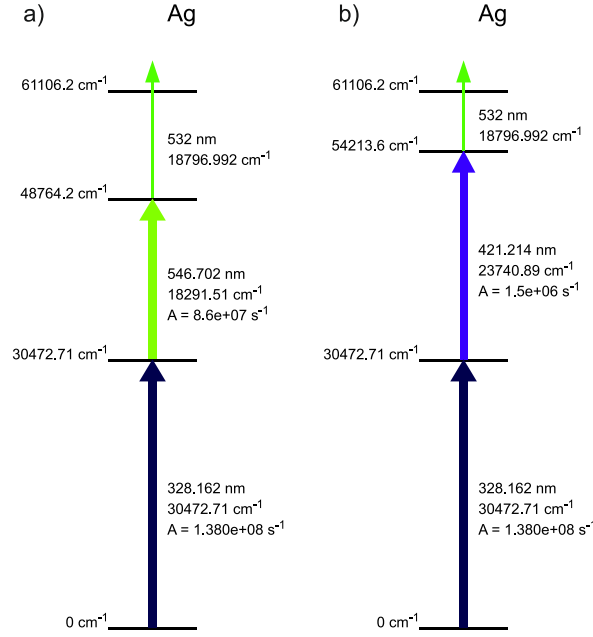 a)
Ag
61106.2 cm⁻¹
532 nm
18796.992 cm⁻¹
48764.2 cm⁻¹
546.702 nm
18291.51 cm⁻¹
A = 8.6e+07 s⁻¹
30472.71 cm⁻¹
328.162 nm
30472.71 cm⁻¹
A = 1.380e+08 s⁻¹
0 cm⁻¹
b)
Ag
61106.2 cm⁻¹
532 nm
18796.992 cm⁻¹
54213.6 cm⁻¹
421.214 nm
23740.89 cm⁻¹
A = 1.5e+06 s⁻¹
30472.71 cm⁻¹
328.162 nm
30472.71 cm⁻¹
A = 1.380e+08 s⁻¹
0 cm⁻¹